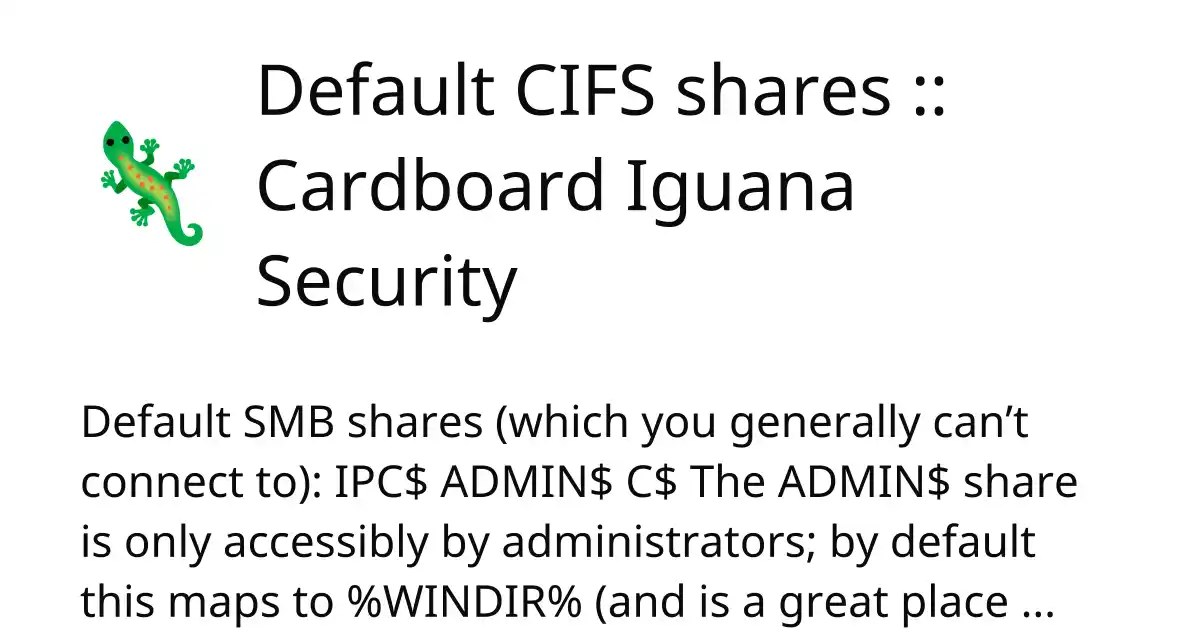 Default CIFS shares ::
Cardboard Iguana
Security
Default SMB shares (which you generally can’t
connect to): IPC$ ADMIN$ C$ The ADMIN$ share
is only accessibly by administrators; by default
this maps to %WINDIR% (and is a great place ...